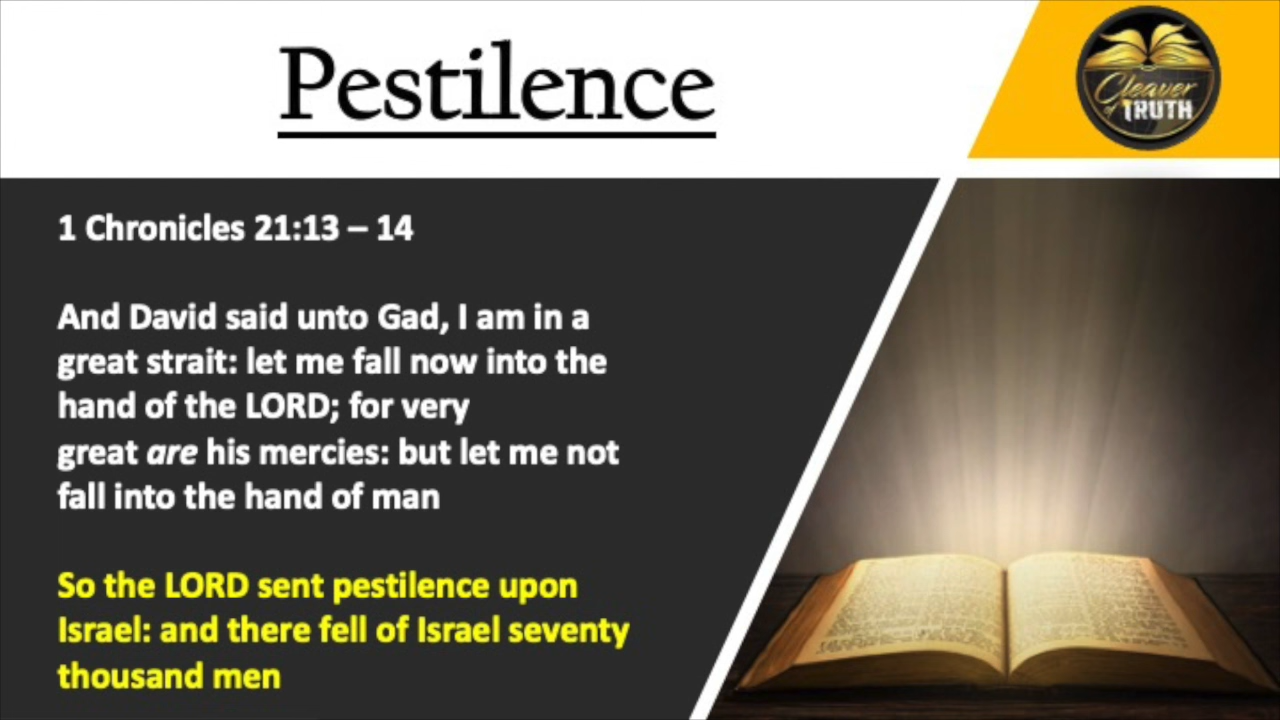 Pestilence
Cleaver
of TRUTH
1 Chronicles 21:13 – 14
And David said unto Gad, I am in a
great strait: let me fall now into the
hand of the LORD; for very
great are his mercies: but let me not
fall into the hand of man
So the LORD sent pestilence upon
Israel: and there fell of Israel seventy
thousand men